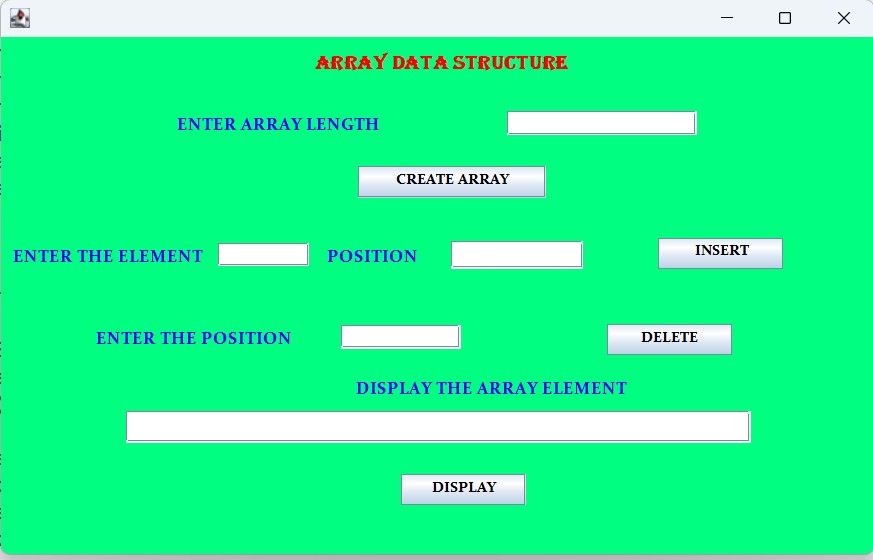 ARRAY DATA STRUCTURE
ENTER ARRAY LENGTH
CREATE ARRAY
ENTER THE ELEMENT POSITION INSERT
ENTER THE POSITION DELETE
DISPLAY THE ARRAY ELEMENT
DISPLAY